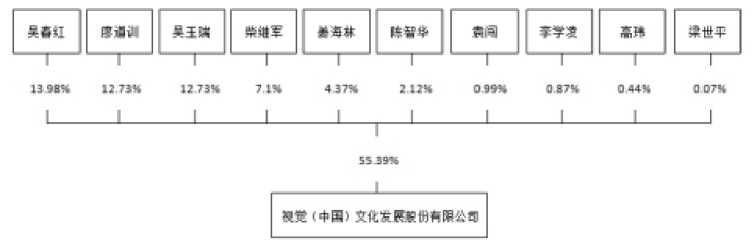 吴春红 廖道训 吴玉瑞 柴继军 姜海林 陈智华 袁闯 李学凌 高玮 梁世平
13.98% 12.73% 12.73% 7.1% 4.37% 2.12% 0.99% 0.87% 0.44% 0.07%
55.39%
视觉（中国）文化发展股份有限公司